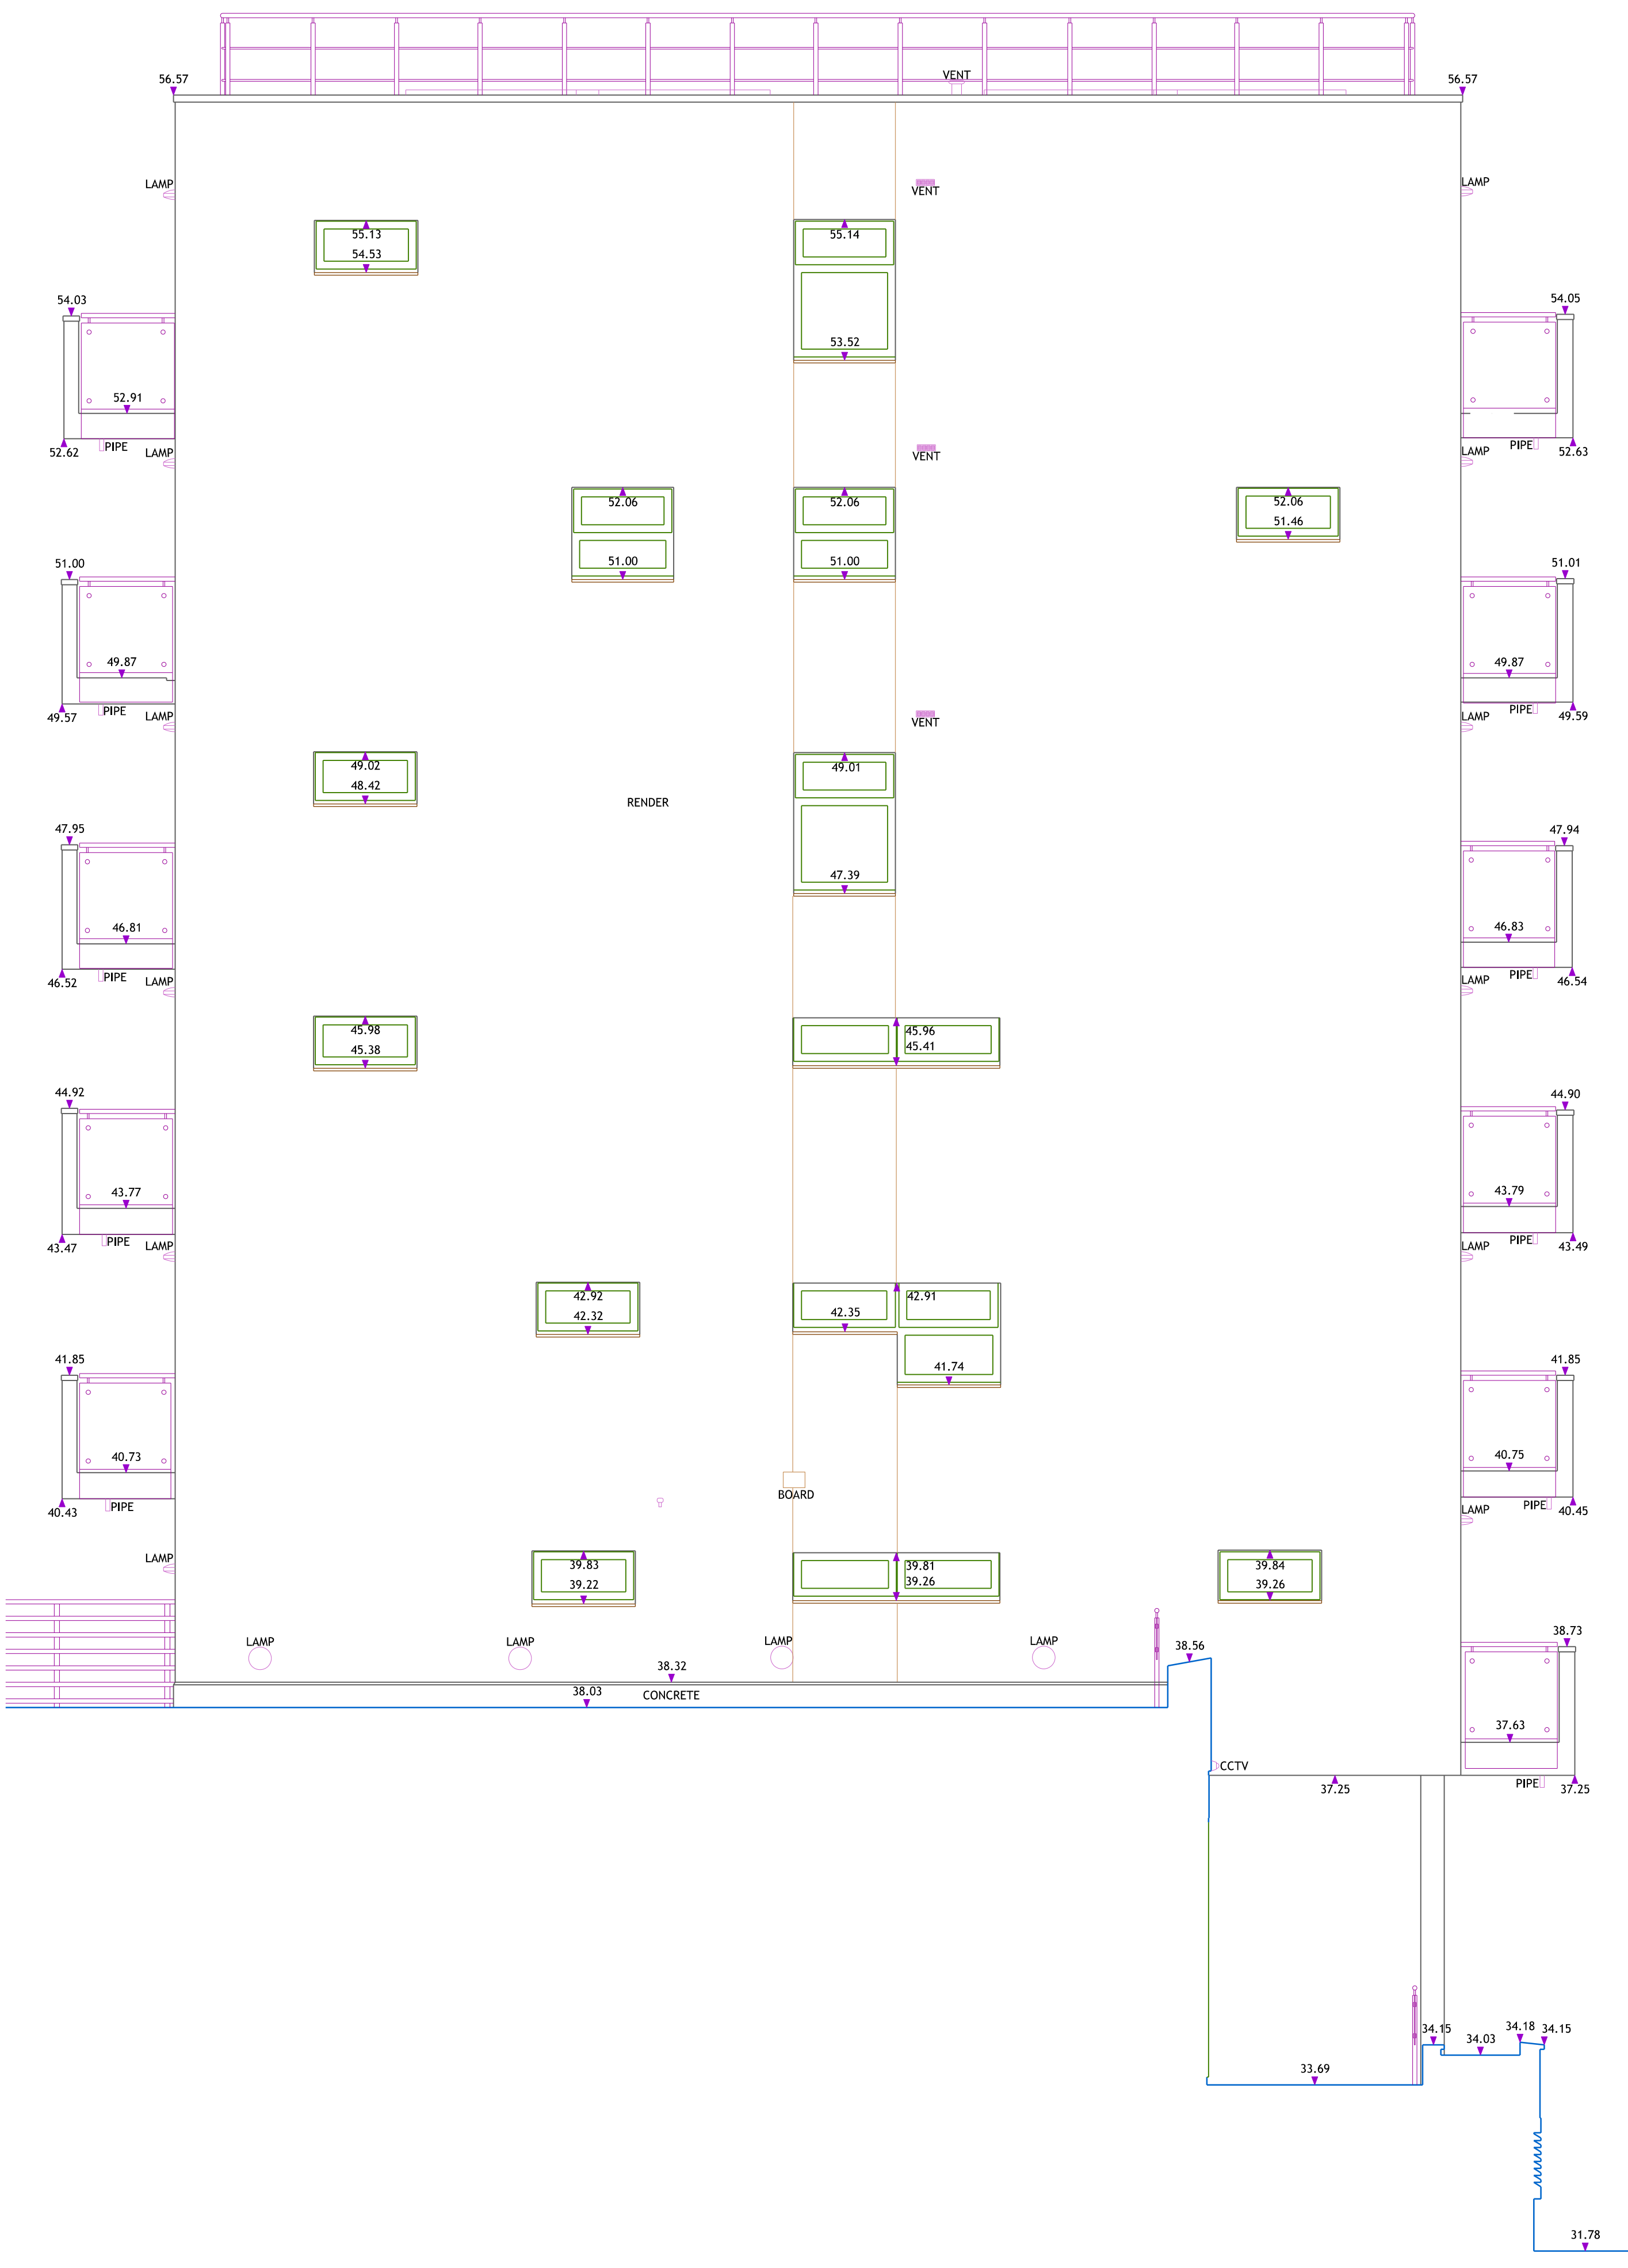 56.57
VENT
56.57
LAMP
VENT
LAMP
55.13
54.53
55.14
54.03
54.05
53.52
52.91
52.62
PIPE
LAMP
VENT
LAMP
PIPE
52.63
52.06
52.06
52.06
51.46
51.00
51.00
51.00
51.01
49.87
49.87
49.57
PIPE
LAMP
VENT
LAMP
PIPE
49.59
49.02
48.42
49.01
RENDER
47.95
47.94
47.39
46.81
46.83
46.52
PIPE
LAMP
LAMP
PIPE
46.54
45.98
45.38
45.96
45.41
44.92
44.90
43.77
43.79
43.47
PIPE
LAMP
LAMP
PIPE
43.49
42.92
42.32
42.35
42.91
41.74
41.85
41.85
40.73
40.75
40.43
PIPE
BOARD
LAMP
PIPE
40.45
LAMP
39.83
39.22
39.81
39.26
39.84
39.26
LAMP
LAMP
LAMP
LAMP
38.56
38.73
38.32
38.03
CONCRETE
37.63
CCTV
37.25
PIPE
37.25
34.15
34.03
34.18
34.15
33.69
31.78